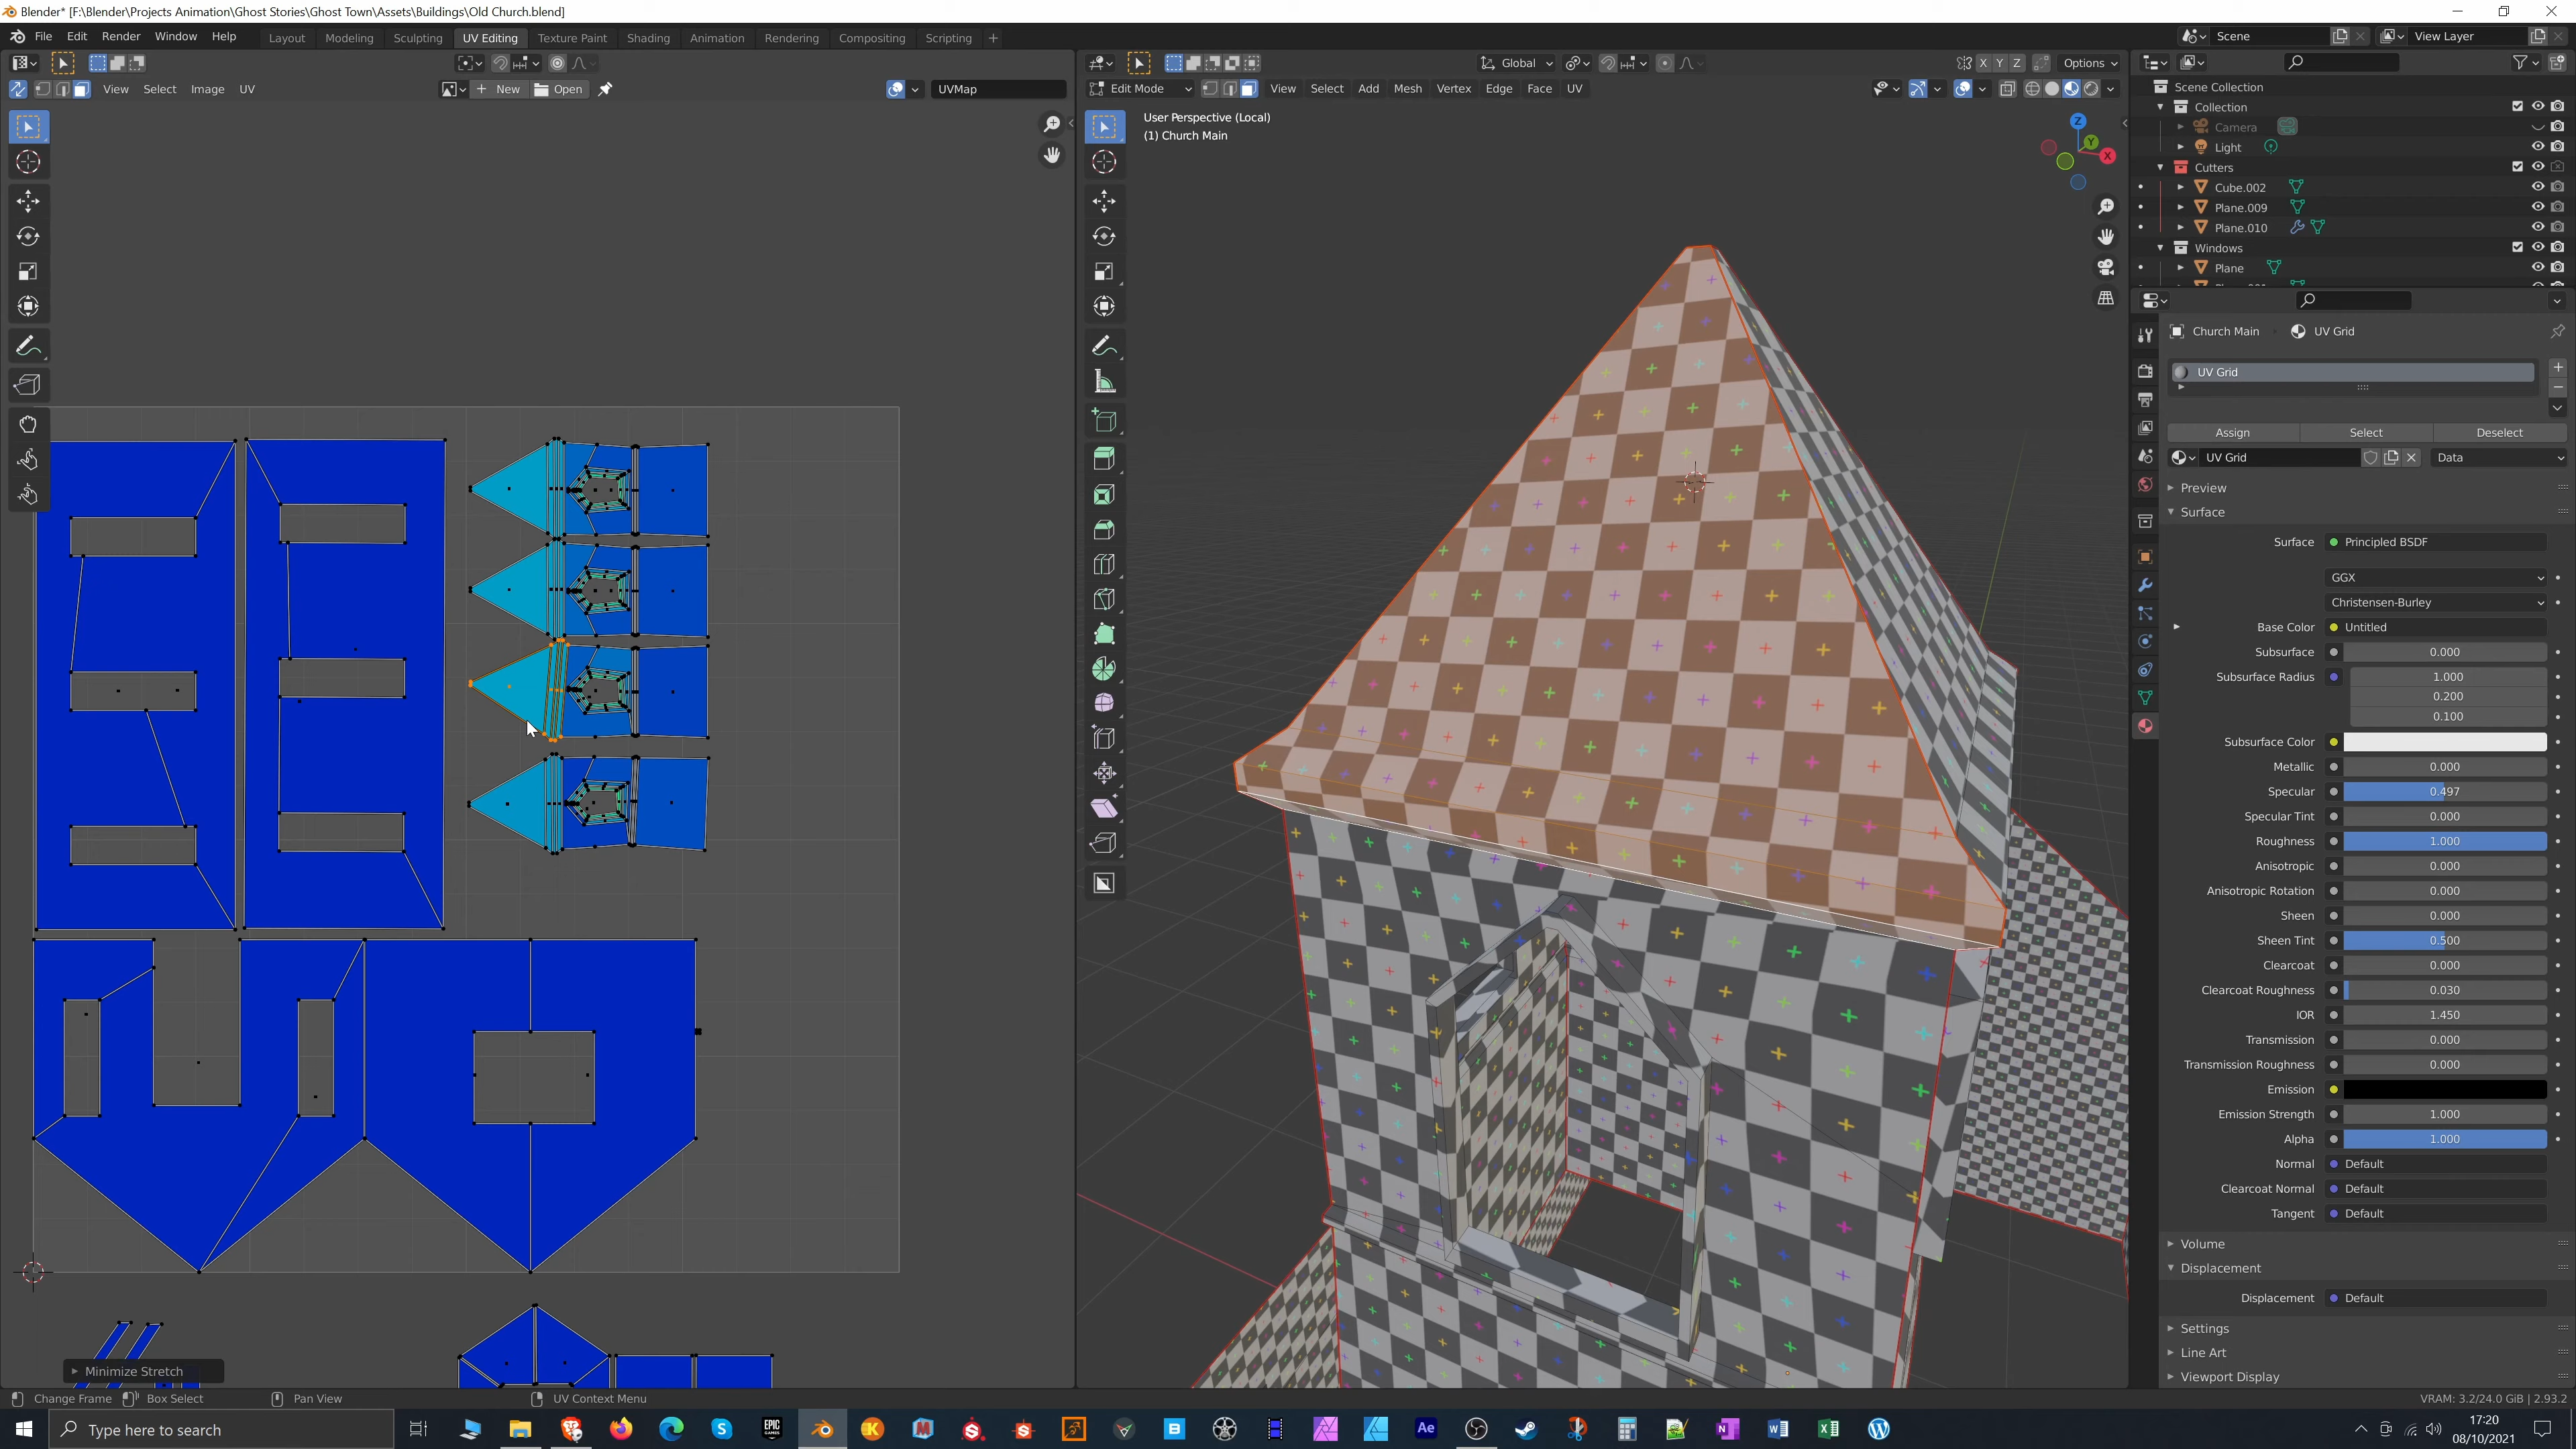 Blender* [F:\Blender\Projects Animation\Ghost Stories\Ghost Town\Assets\Buildings\Old Church.blend]
File Edit Render Window Help Layout Modeling Sculpting UV Editing Texture Paint Shading Animation Rendering Compositing Scripting + Scene View Layer
Global X Y Z Options
View Select Image UV + New Open UVMap
Edit Mode View Select Add Mesh Vertex Edge Face UV
User Perspective (Local)
(1) Church Main
Z
Y
X
Scene Collection
Collection
Camera
Light
Cutters
Cube.002
Plane.009
Plane.010
Windows
Plane
Church Main UV Grid
UV Grid
Assign Select Deselect
UV Grid Data
Preview
Surface
Surface Principled BSDF
GGX
Christensen-Burley
Base Color Untitled
Subsurface 0.000
Subsurface Radius 1.000
0.200
0.100
Subsurface Color
Metallic 0.000
Specular 0.497
Specular Tint 0.000
Roughness 1.000
Anisotropic 0.000
Anisotropic Rotation 0.000
Sheen 0.000
Sheen Tint 0.500
Clearcoat 0.000
Clearcoat Roughness 0.030
IOR 1.450
Transmission 0.000
Transmission Roughness 0.000
Emission
Emission Strength 1.000
Alpha 1.000
Normal Default
Clearcoat Normal Default
Tangent Default
Volume
Displacement
Displacement Default
Settings
Line Art
Viewport Display
Minimize Stretch
Change Frame Box Select Pan View UV Context Menu VRAM: 3.2/24.0 GiB | 2.93.2
Type here to search
EPIC GAMES
Ae
17:20
08/10/2021